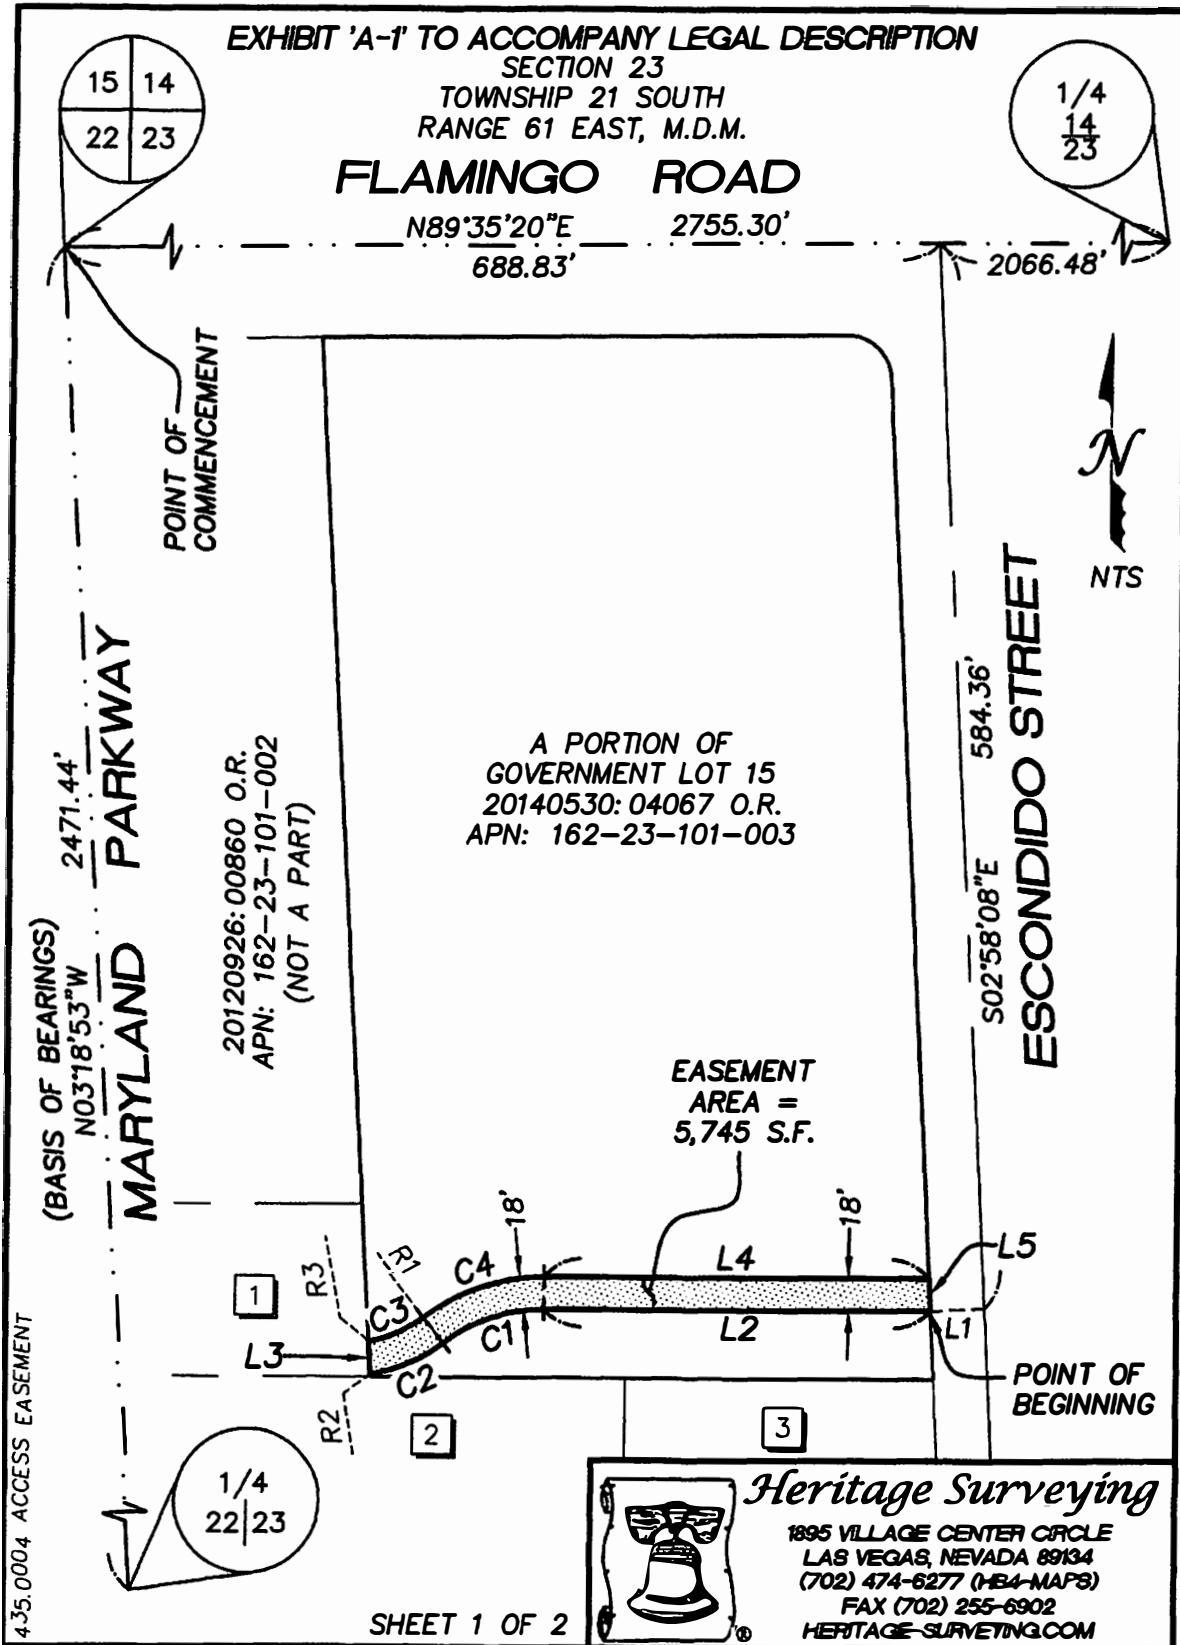 EXHIBIT 'A-1' TO ACCOMPANY LEGAL DESCRIPTION
SECTION 23
TOWNSHIP 21 SOUTH
RANGE 61 EAST, M.D.M.
15 14
22 23
1/4
14
23
FLAMINGO ROAD
N89°35'20"E 2755.30'
688.83'
2066.48'
POINT OF
COMMENCEMENT
N
NTS
(BASIS OF BEARINGS)
N03°18'53"W 2471.44'
MARYLAND PARKWAY
20120926:00860 O.R.
APN: 162-23-101-002
(NOT A PART)
A PORTION OF
GOVERNMENT LOT 15
20140530:04067 O.R.
APN: 162-23-101-003
S02°58'08"E 584.36'
ESCONDIDO STREET
EASEMENT
AREA =
5,745 S.F.
18'
18'
R1
R3
C4
L4
L5
1
C3
C1
L2
L1
L3
C2
R2
2
3
POINT OF
BEGINNING
1/4
22 23
435.0004 ACCESS EASEMENT
SHEET 1 OF 2
Heritage Surveying
1895 VILLAGE CENTER CIRCLE
LAS VEGAS, NEVADA 89134
(702) 474-6277 (HB4-MAPS)
FAX (702) 255-6902
HERITAGE-SURVEYING.COM
®